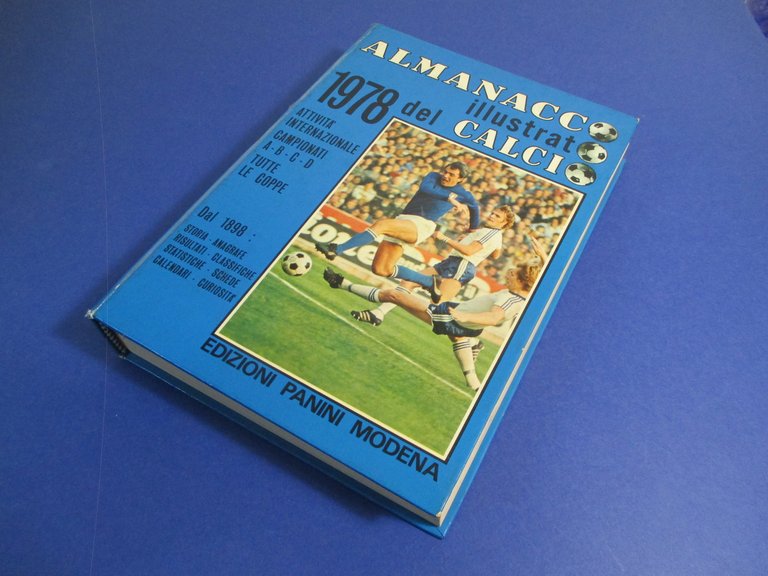 ALMANACCO
illustrato
1978 del CALCIO
ATTIVITÀ
INTERNAZIONALE
CAMPIONATI
A-B-C-D
TUTTE
LE COPPE
Dal 1898 :
STORIA - ANAGRAFE
RISULTATI - CLASSIFICHE
STATISTICHE - SCHEDE
CALENDARI - CURIOSITÀ
EDIZIONI PANINI MODENA